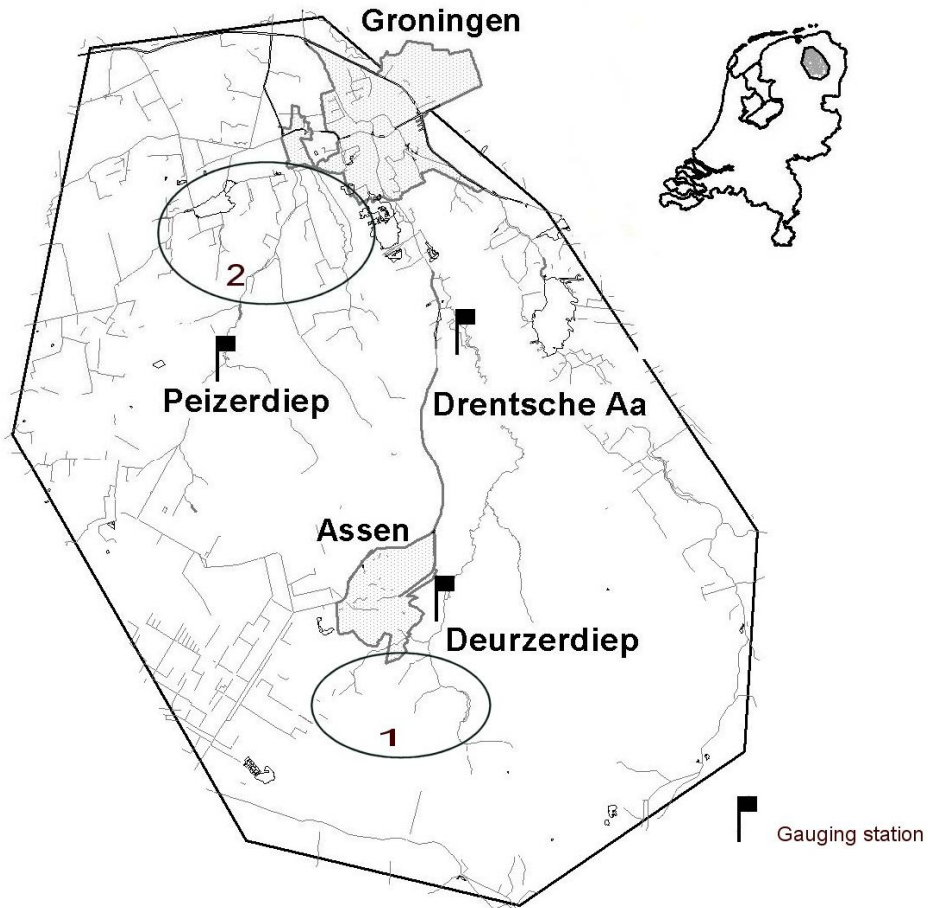 Groningen
2
Peizerdiep
Drentsche Aa
Assen
Deurzerdiep
1
Gauging station